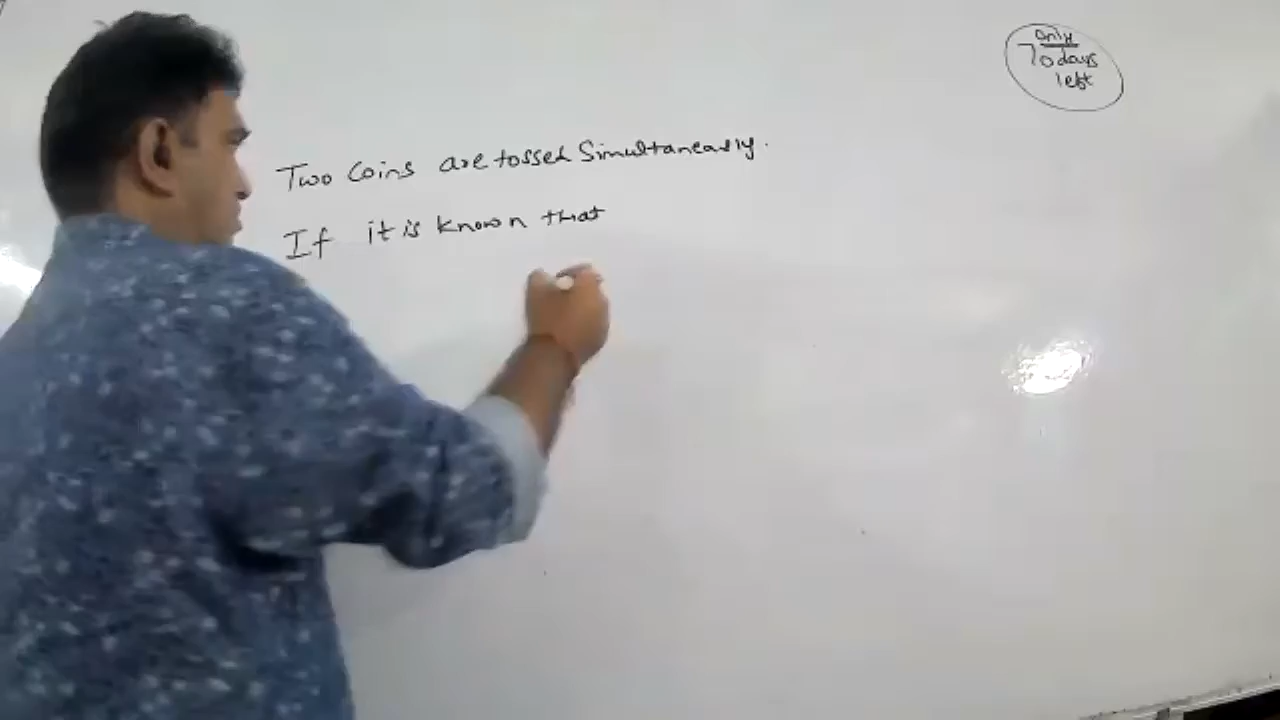 Only
70 days
left
Two Coins are tossed Simultaneously.
If it is known that